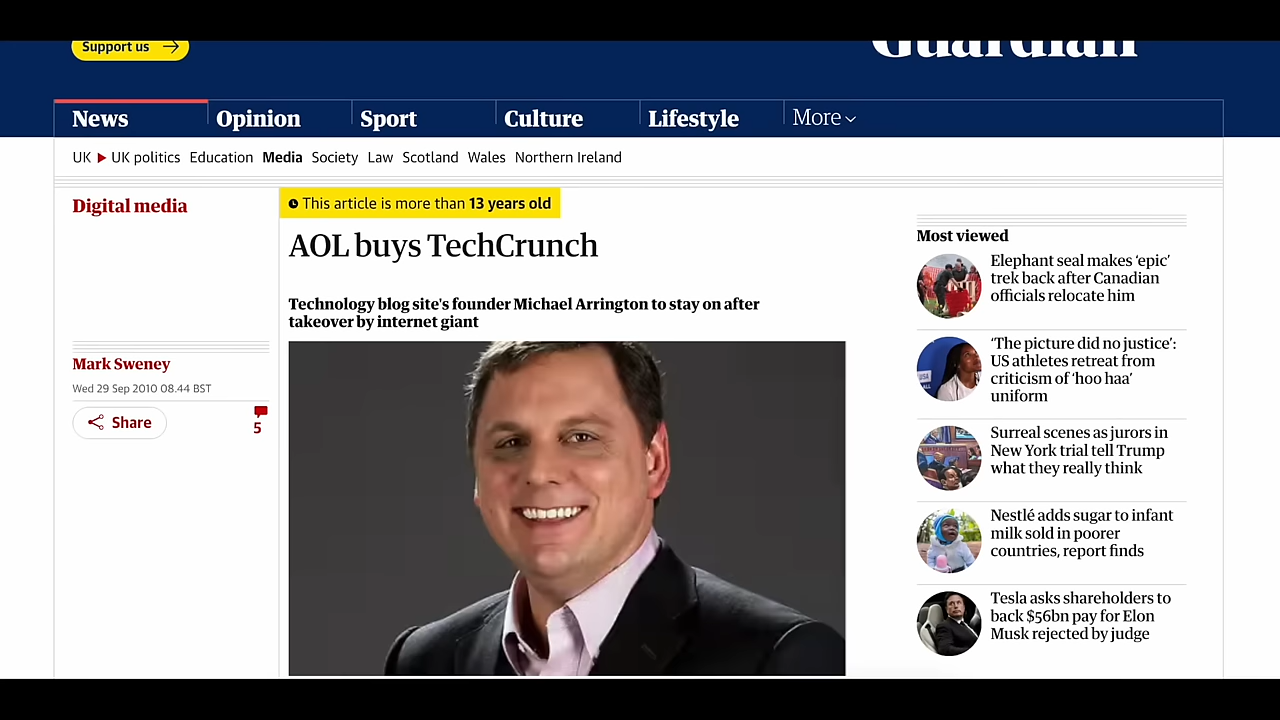 Support us
Guardian
News
Opinion
Sport
Culture
Lifestyle
More
UK
UK politics
Education
Media
Society
Law
Scotland
Wales
Northern Ireland
Digital media
This article is more than 13 years old
AOL buys TechCrunch
Technology blog site's founder Michael Arrington to stay on after
takeover by internet giant
Mark Sweney
Wed 29 Sep 2010 08.44 BST
Share
5
Most viewed
Elephant seal makes ‘epic’
trek back after Canadian
officials relocate him
‘The picture did no justice’:
US athletes retreat from
criticism of ‘hoo haa’
uniform
Surreal scenes as jurors in
New York trial tell Trump
what they really think
Nestlé adds sugar to infant
milk sold in poorer
countries, report finds
Tesla asks shareholders to
back $56bn pay for Elon
Musk rejected by judge